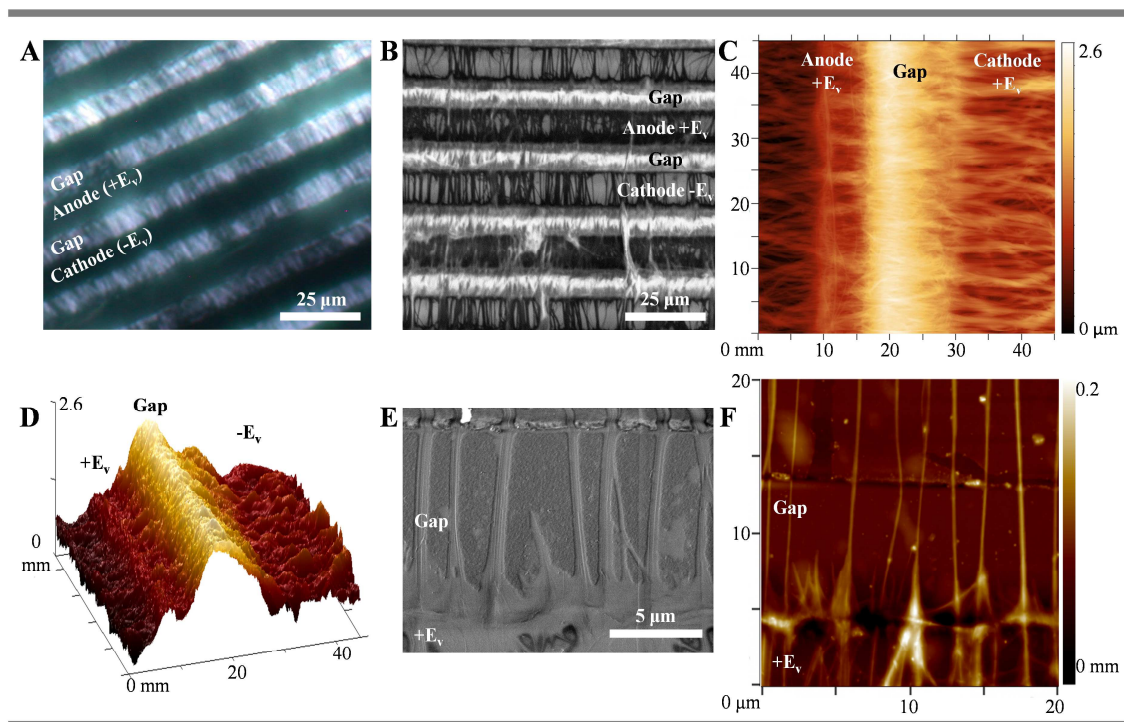 A
Gap
Anode (+Ev)
Gap
Cathode (-Ev)
25 μm
B
Gap
Anode +Ev
Gap
Cathode -Ev
25 μm
C
Anode
+Ev
Gap
Cathode
+Ev
40
30
20
10
0 mm
10
20
30
40
2.6
0 μm
D
2.6
Gap
+Ev
-Ev
0
mm
0 mm
20
40
E
Gap
+Ev
5 μm
F
20
Gap
10
+Ev
0 μm
10
20
0.2
0 mm